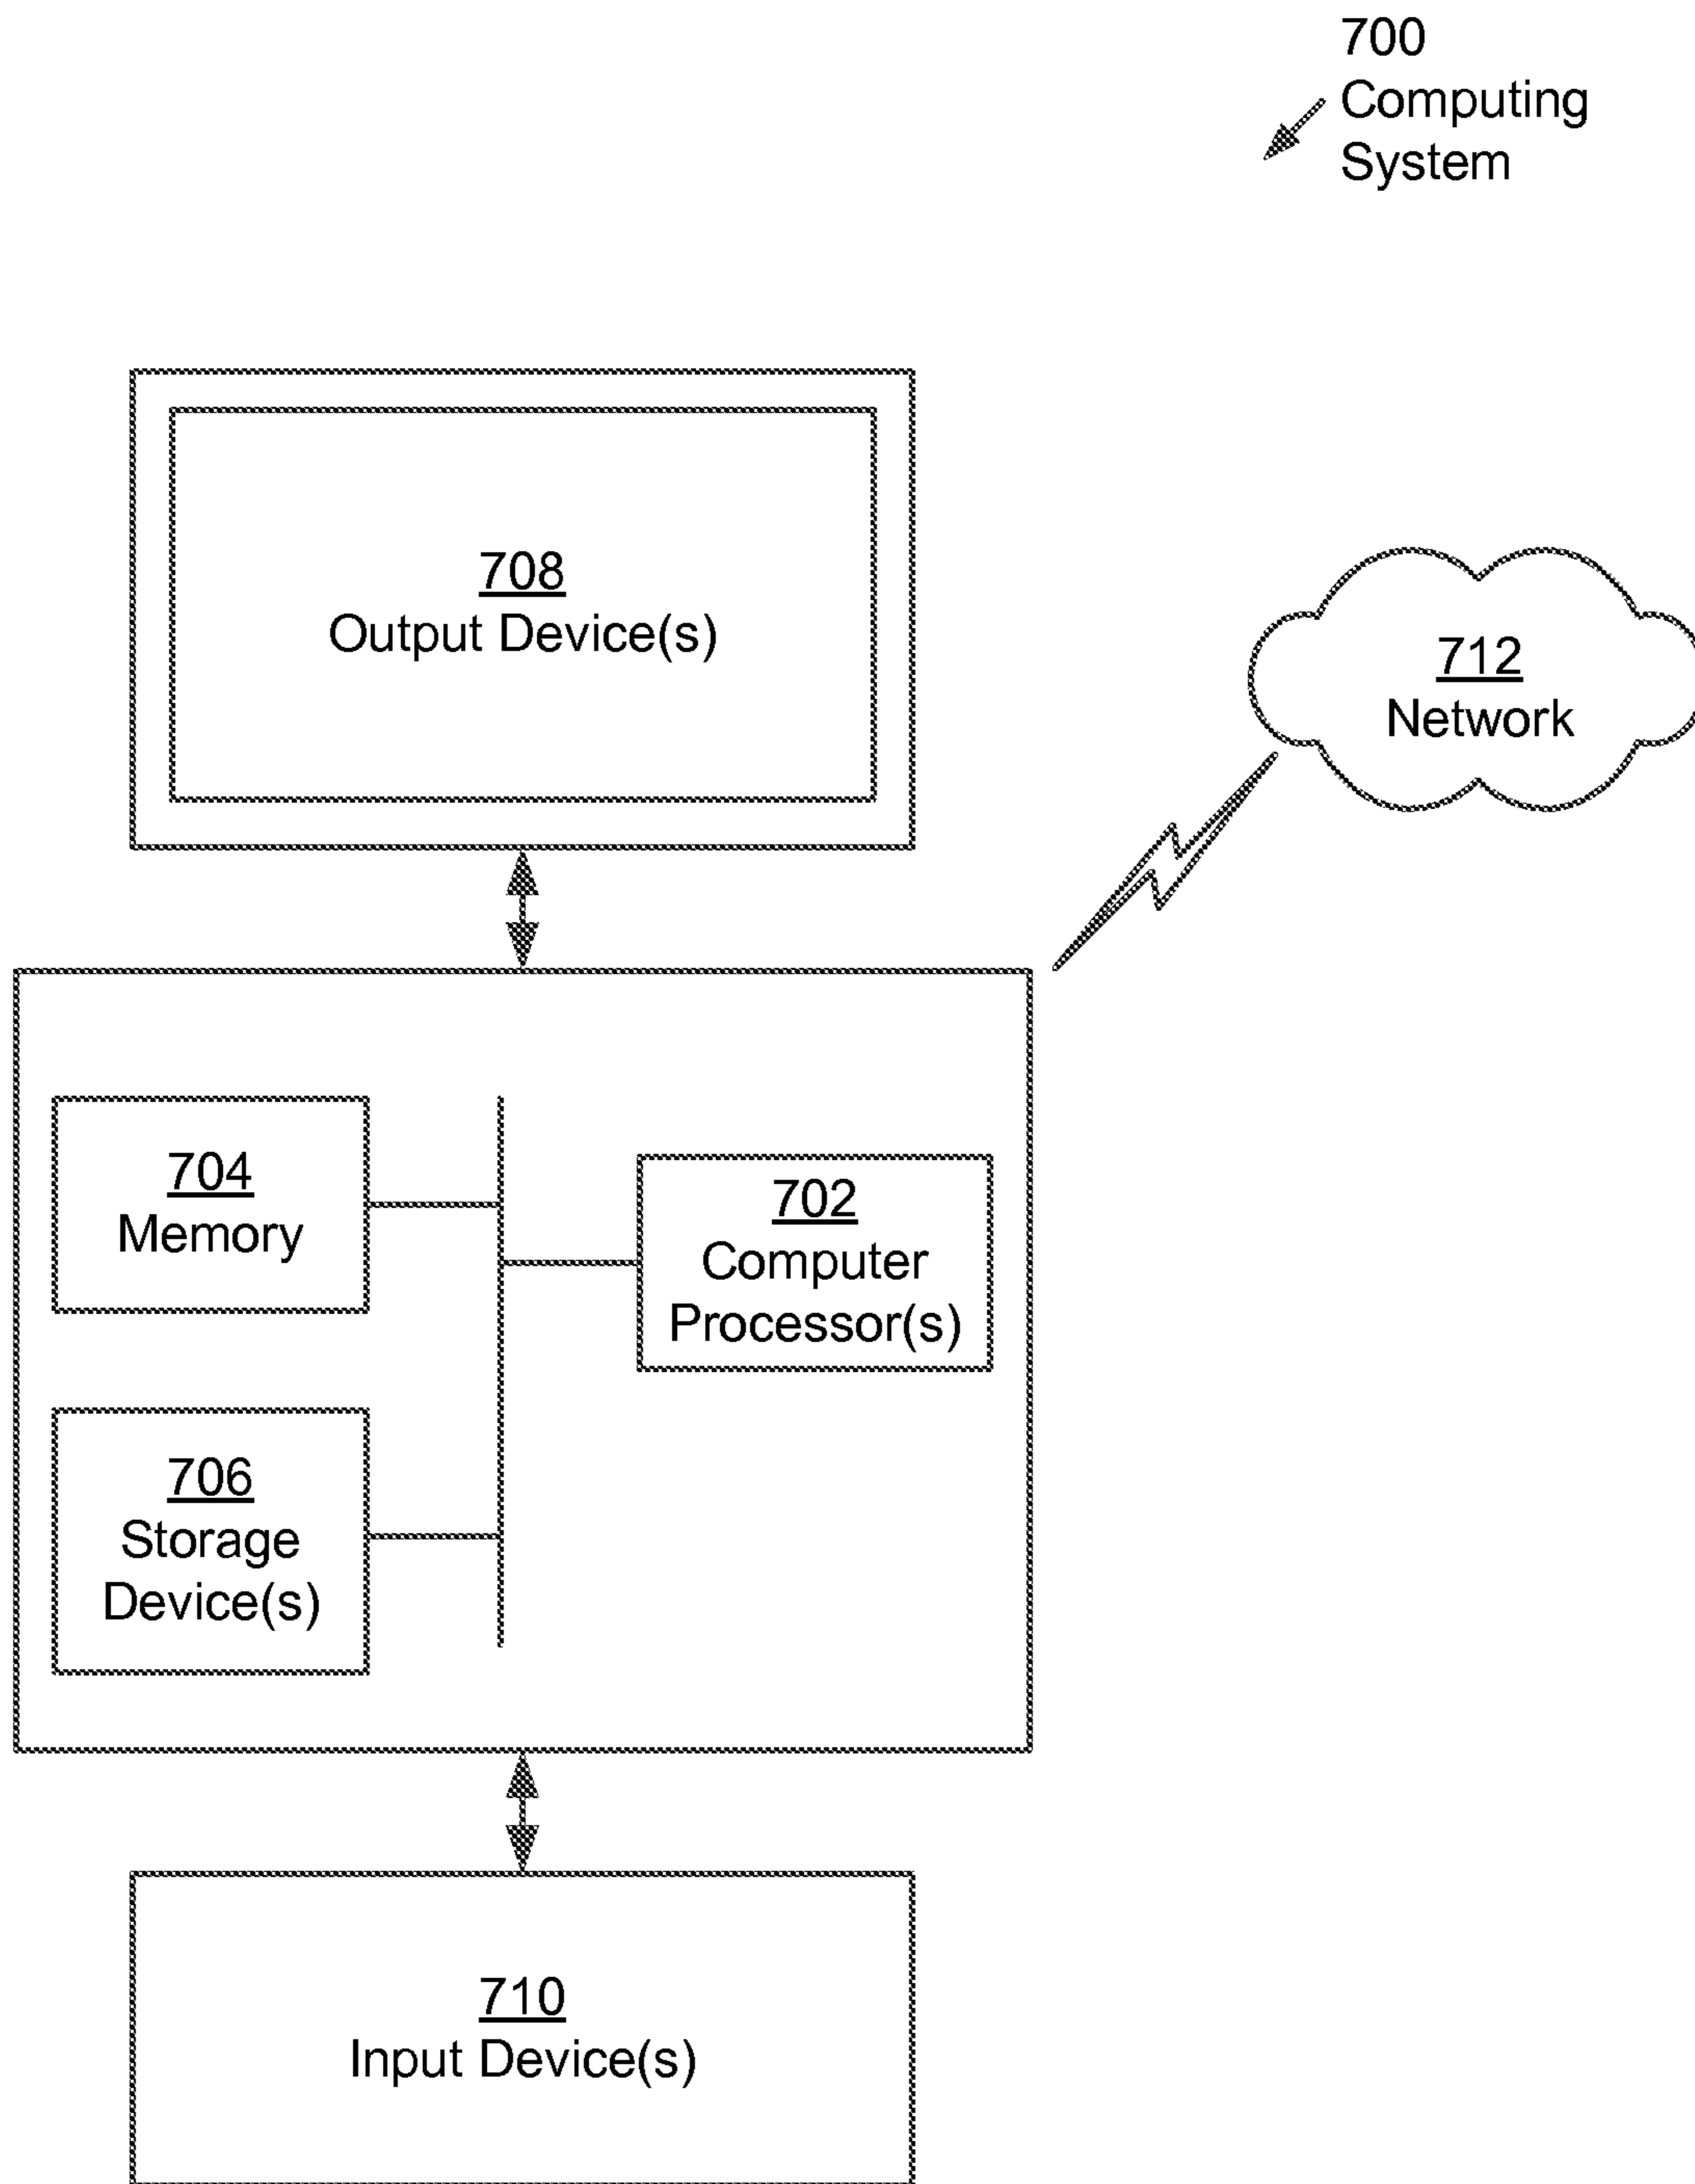 700
Computing
System
708
Output Device(s)
712
Network
704
Memory
702
Computer
Processor(s)
706
Storage
Device(s)
710
Input Device(s)